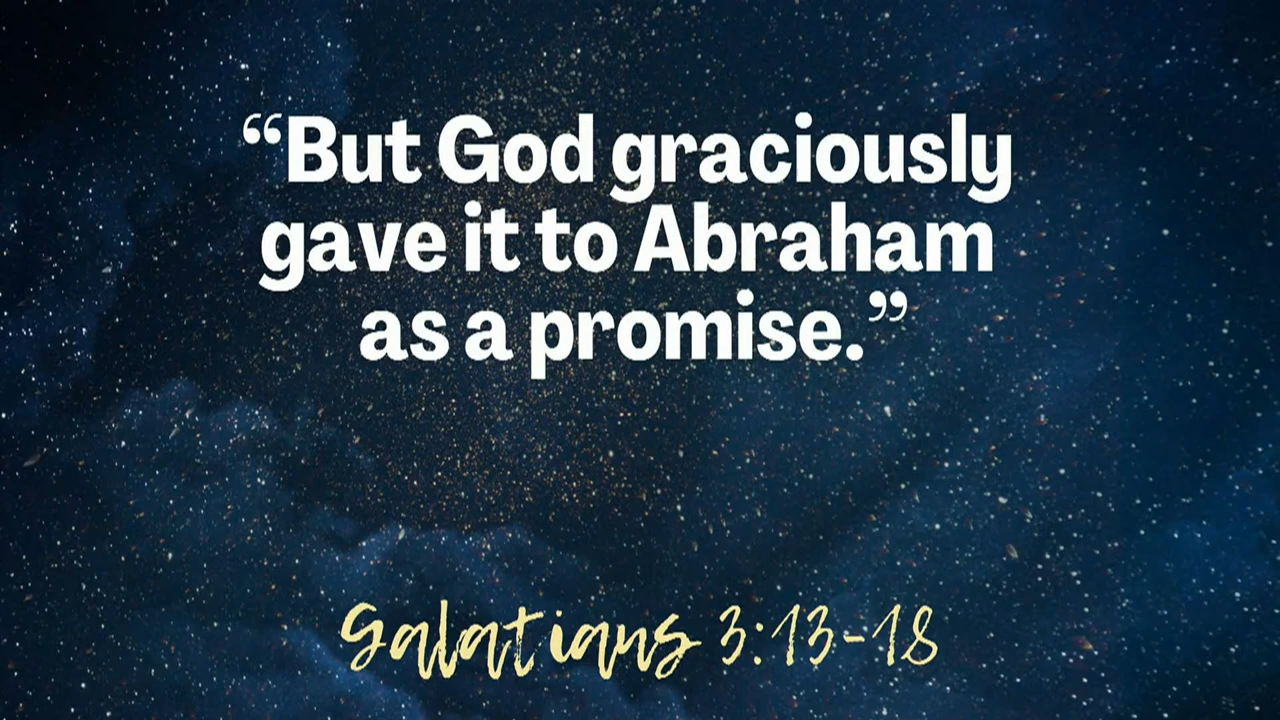 “But God graciously
gave it to Abraham
as a promise.”
Galatians 3:13-18